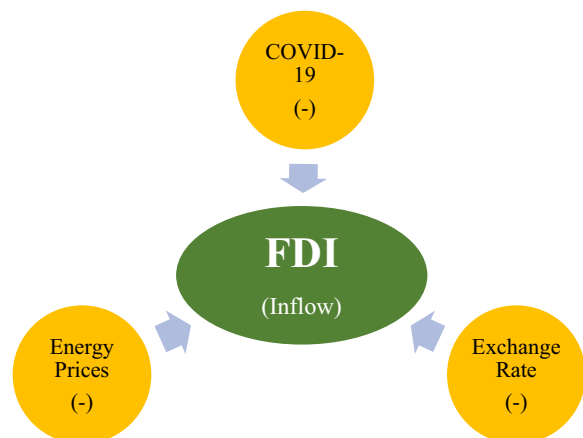 COVID-
19
(-)
FDI
(Inflow)
Energy
Prices
(-)
Exchange
Rate
(-)